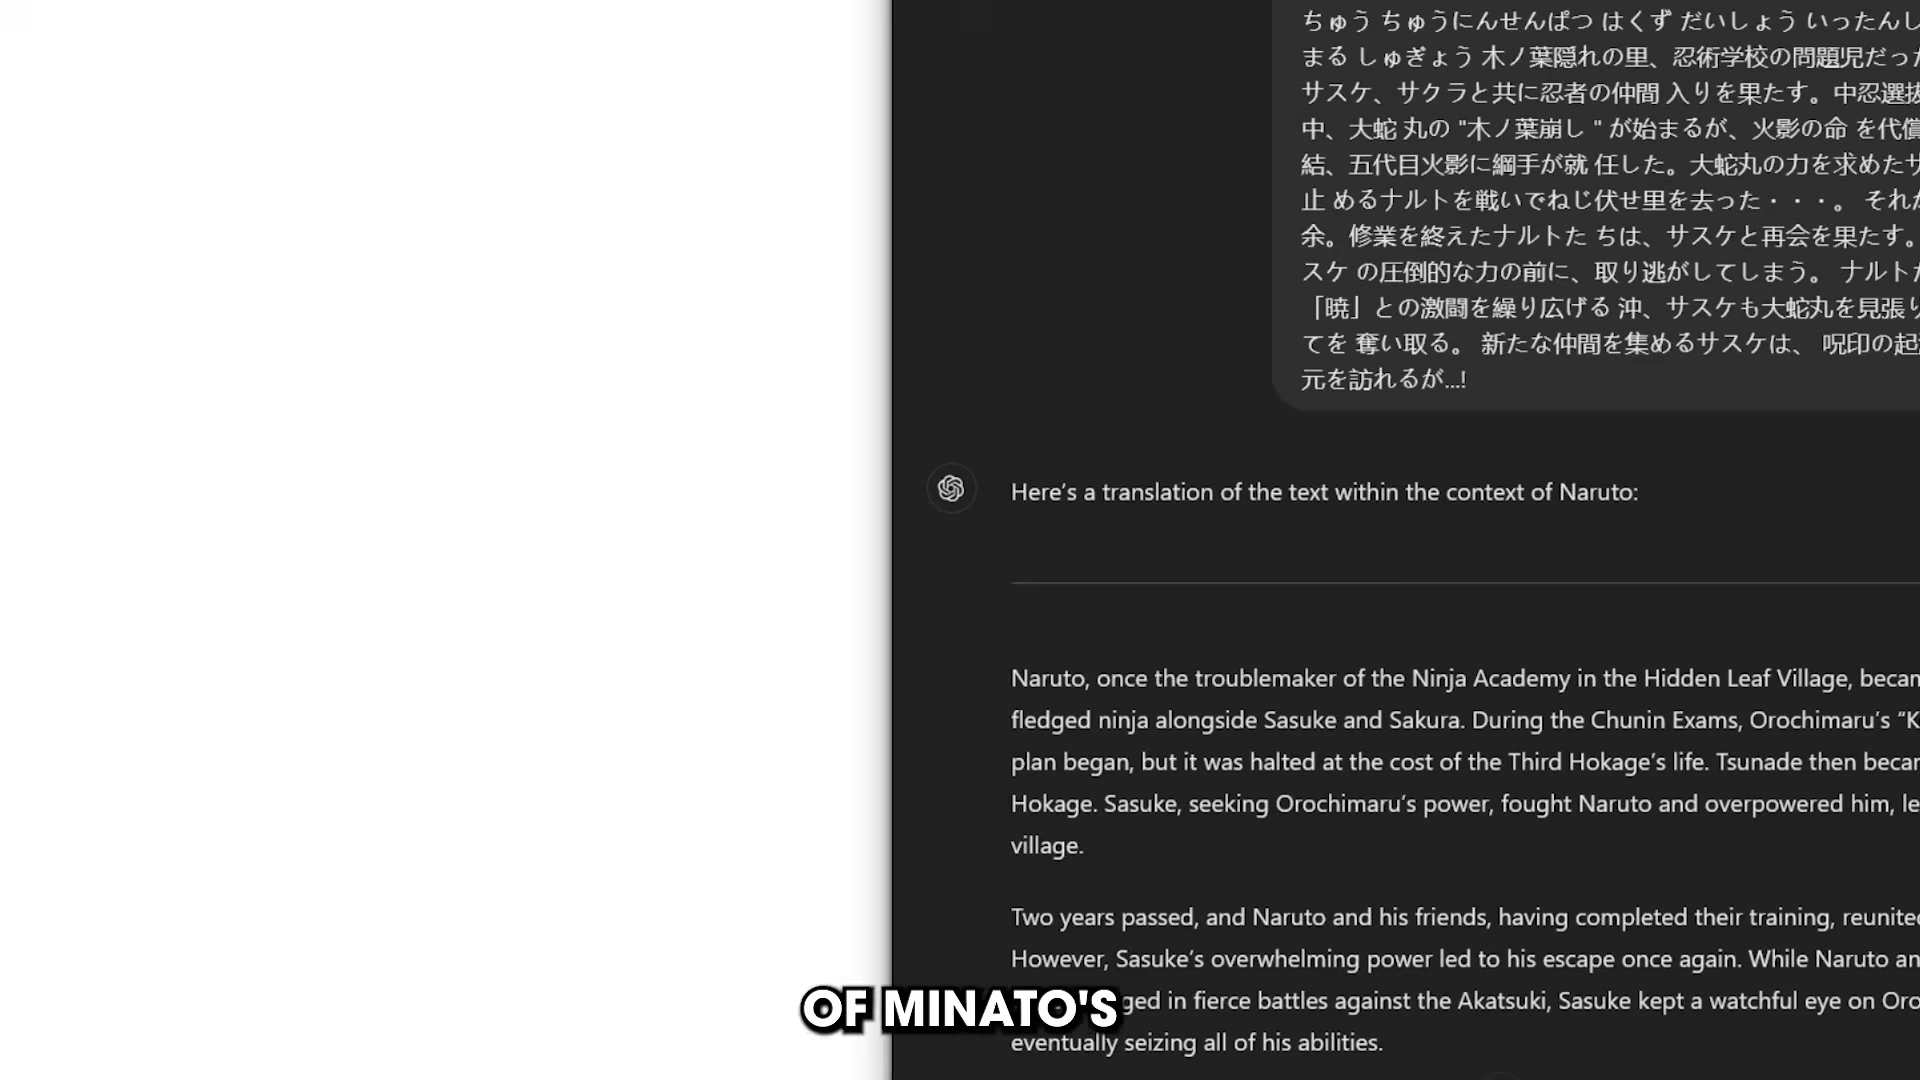 ちゅう ちゅうにんせんぱつ はくず だいしょう いったんし
まる しゅぎょう 木ノ葉隠れの里、忍術学校の問題児だった
サスケ、サクラと共に忍者の仲間 入りを果たす。中忍選抜
中、大蛇 丸の "木ノ葉崩し " が始まるが、火影の命 を代償
結、五代目火影に綱手が就 任した。大蛇丸の力を求めたサ
止 めるナルトを戦いでねじ伏せ里を去った・・・。 それか
余。修業を終えたナルトた ちは、サスケと再会を果たす。
スケ の圧倒的な力の前に、取り逃がしてしまう。 ナルトた
「暁」との激闘を繰り広げる 沖、サスケも大蛇丸を見張り
てを 奪い取る。 新たな仲間を集めるサスケは、 呪印の起源
元を訪れるが...!
Here's a translation of the text within the context of Naruto:
Naruto, once the troublemaker of the Ninja Academy in the Hidden Leaf Village, becam
fledged ninja alongside Sasuke and Sakura. During the Chunin Exams, Orochimaru's “K
plan began, but it was halted at the cost of the Third Hokage's life. Tsunade then becar
Hokage. Sasuke, seeking Orochimaru's power, fought Naruto and overpowered him, le
village.
Two years passed, and Naruto and his friends, having completed their training, reunited
However, Sasuke's overwhelming power led to his escape once again. While Naruto an
ged in fierce battles against the Akatsuki, Sasuke kept a watchful eye on Oro
OF MINATO'S
eventually seizing all of his abilities.